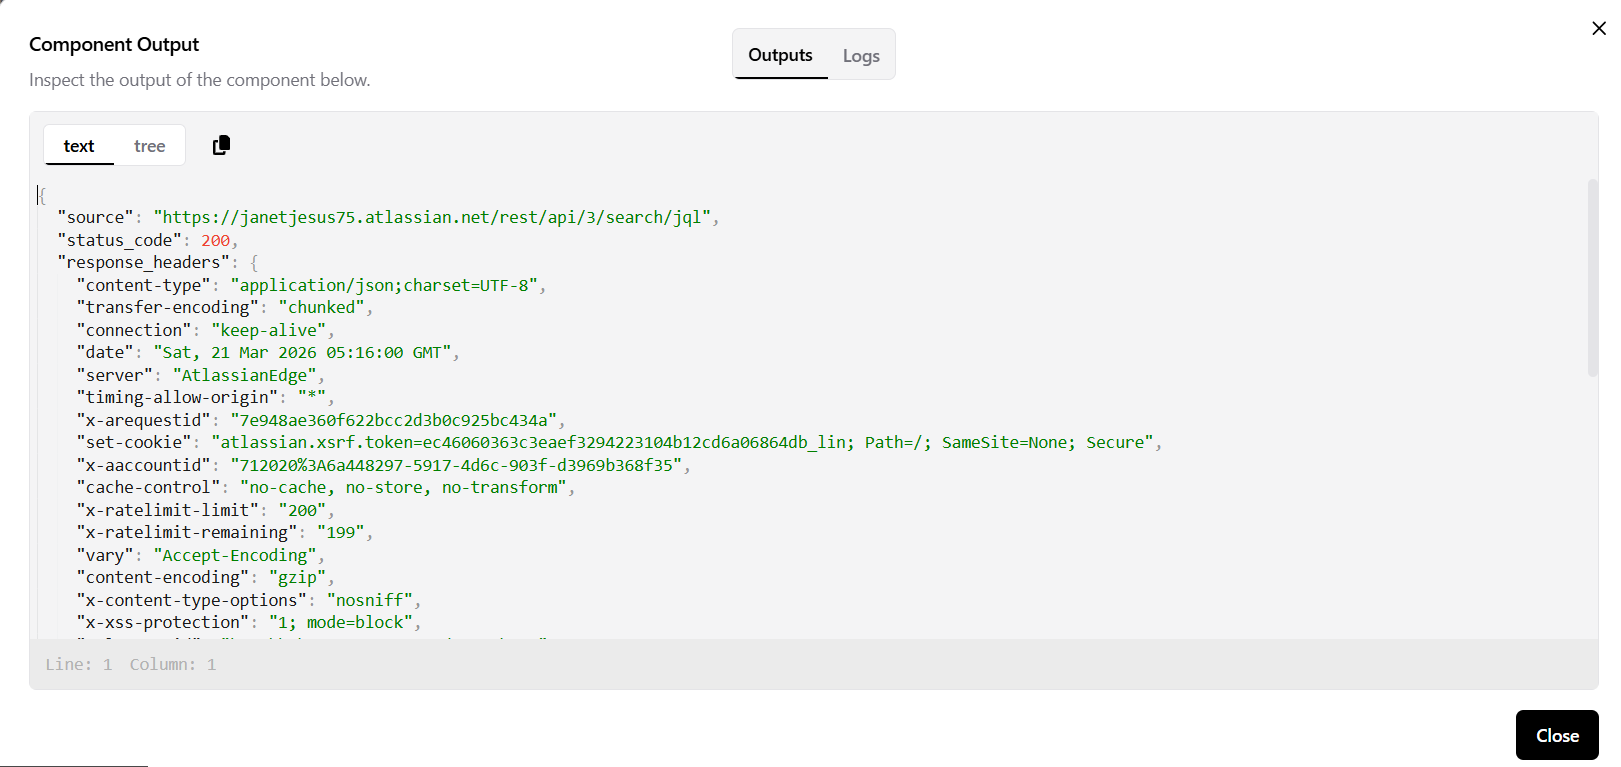 Component Output
Inspect the output of the component below.
Outputs Logs
text tree
{
"source": "https://janetjesus75.atlassian.net/rest/api/3/search/jql",
"status_code": 200,
"response_headers": {
"content-type": "application/json;charset=UTF-8",
"transfer-encoding": "chunked",
"connection": "keep-alive",
"date": "Sat, 21 Mar 2026 05:16:00 GMT",
"server": "AtlassianEdge",
"timing-allow-origin": "*",
"x-arequestid": "7e948ae360f622bcc2d3b0c925bc434a",
"set-cookie": "atlassian.xsrf.token=ec46060363c3eaef3294223104b12cd6a06864db_lin; Path=/; SameSite=None; Secure",
"x-aaccountid": "712020%3A6a448297-5917-4d6c-903f-d3969b368f35",
"cache-control": "no-cache, no-store, no-transform",
"x-ratelimit-limit": "200",
"x-ratelimit-remaining": "199",
"vary": "Accept-Encoding",
"content-encoding": "gzip",
"x-content-type-options": "nosniff",
"x-xss-protection": "1; mode=block",
Line: 1 Column: 1
Close